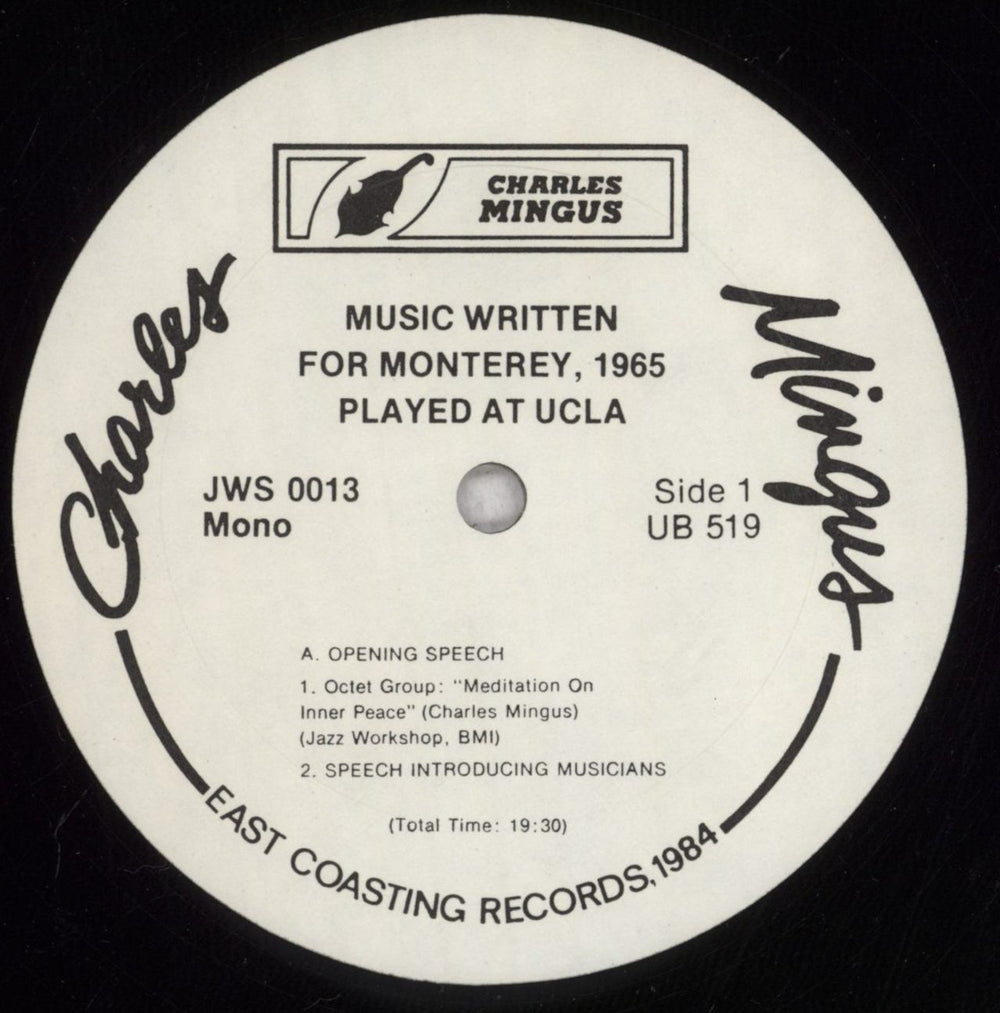 CHARLES
MINGUS
Charles
Mingus
MUSIC WRITTEN
FOR MONTEREY, 1965
PLAYED AT UCLA
JWS 0013
Mono
Side 1
UB 519
A. OPENING SPEECH
1. Octet Group: "Meditation On
Inner Peace" (Charles Mingus)
(Jazz Workshop, BMI)
2. SPEECH INTRODUCING MUSICIANS
(Total Time: 19:30)
EAST COASTING RECORDS, 1984